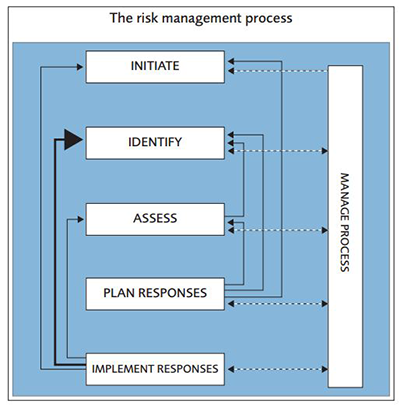 The risk management process
INITIATE
IDENTIFY
ASSESS
PLAN RESPONSES
IMPLEMENT RESPONSES
MANAGE PROCESS